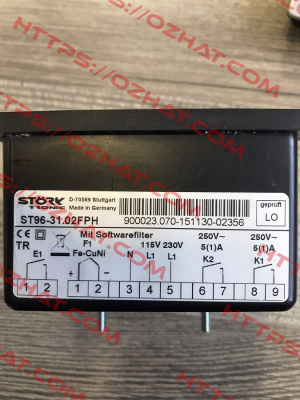 HTTPS://OZHAT.COM
STÖRK
TRONIC
D-70569 Stuttgart
Made in Germany
ST96-31.02FPH
900023.070-151130-02356
geprüft
LO
CE
TR
Mit Softwarefilter
E1
F1
Fe-CuNi
N
115V 230V
L1 L1
250V~
5(1)A
K2
250V~
5(1)A
K1
1 2 1 2 3 4 5 6 7 8 9
- +